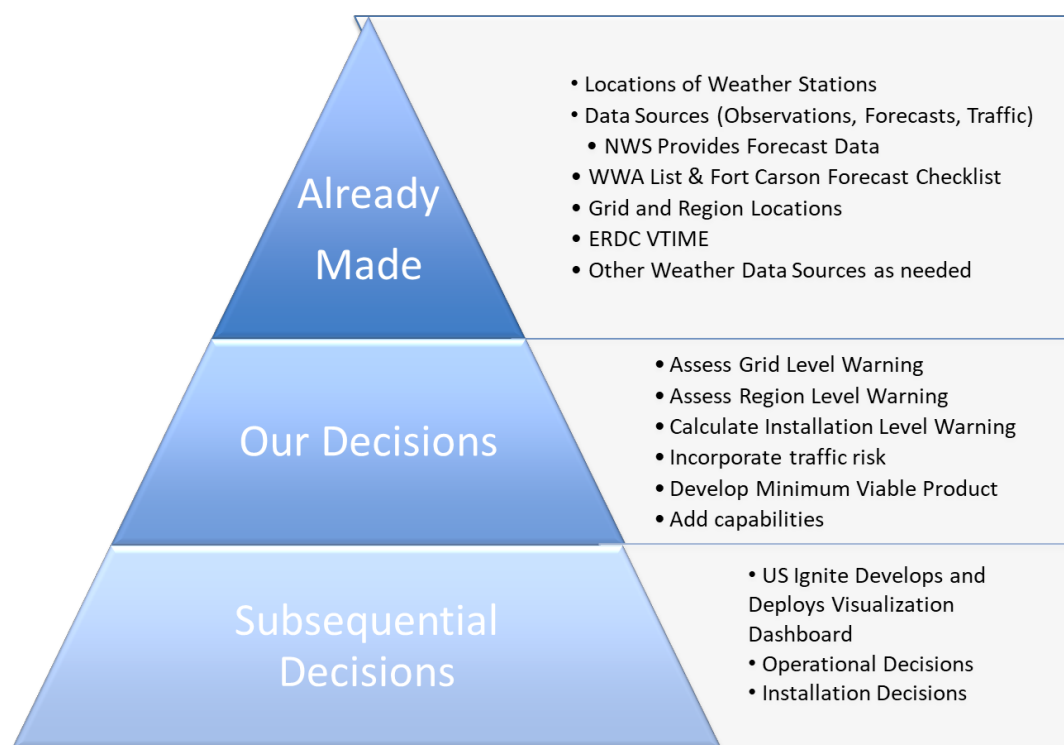 Already
Made
• Locations of Weather Stations
• Data Sources (Observations, Forecasts, Traffic)
• NWS Provides Forecast Data
• WWA List & Fort Carson Forecast Checklist
• Grid and Region Locations
• ERDC VTIME
• Other Weather Data Sources as needed
Our Decisions
• Assess Grid Level Warning
• Assess Region Level Warning
• Calculate Installation Level Warning
• Incorporate traffic risk
• Develop Minimum Viable Product
• Add capabilities
Subsequential
Decisions
• US Ignite Develops and
Deploys Visualization
Dashboard
• Operational Decisions
• Installation Decisions